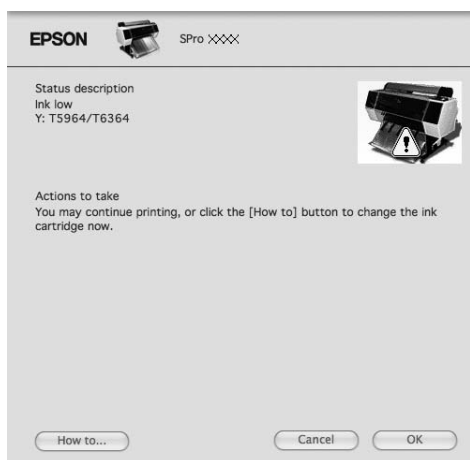 EPSON SPro XXXX
Status description
Ink low
Y: T5964/T6364
Actions to take
You may continue printing, or click the [How to] button to change the ink
cartridge now.
How to... Cancel OK